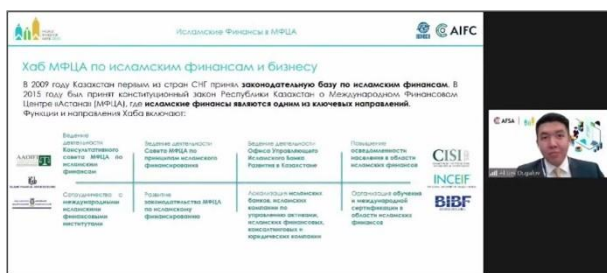 Исламские Финансы в МФЦА
AIFC
Хаб МФЦА по исламским финансам и бизнесу
В 2009 году Казахстан первым из стран СНГ принял законодательную базу по исламским финансам. В
2015 году был принят конституционный закон Республики Казахстан о Международном Финансовом
Центре «Астана» (МФЦА), где исламские финансы являются одним из ключевых направлений.
Функции и направления Хаба включают:
Ведение
деятельности
Консультативного
совета МФЦА по
исламским
финансам
Ведение деятельности
Совета МФЦА по
принципам исламского
финансирования
Ведение деятельности
Офиса Управляющего
Исламского Банка
Развития в Казахстане
Повышение
осведомленности
населения в области
исламских финансов
AAOIFI
CISI
INCEIF
BIBF
Сотрудничество с
международными
исламскими
финансовыми
институтами
Развитие
законодательства МФЦА
по исламскому
финансированию
Локализация исламских
банков, исламских
компаний по
управлению активами,
исламских финансовых,
консалтинговых и
юридических компаний
Организация обучения
и международной
сертификации в
области исламских
финансов
AFSA